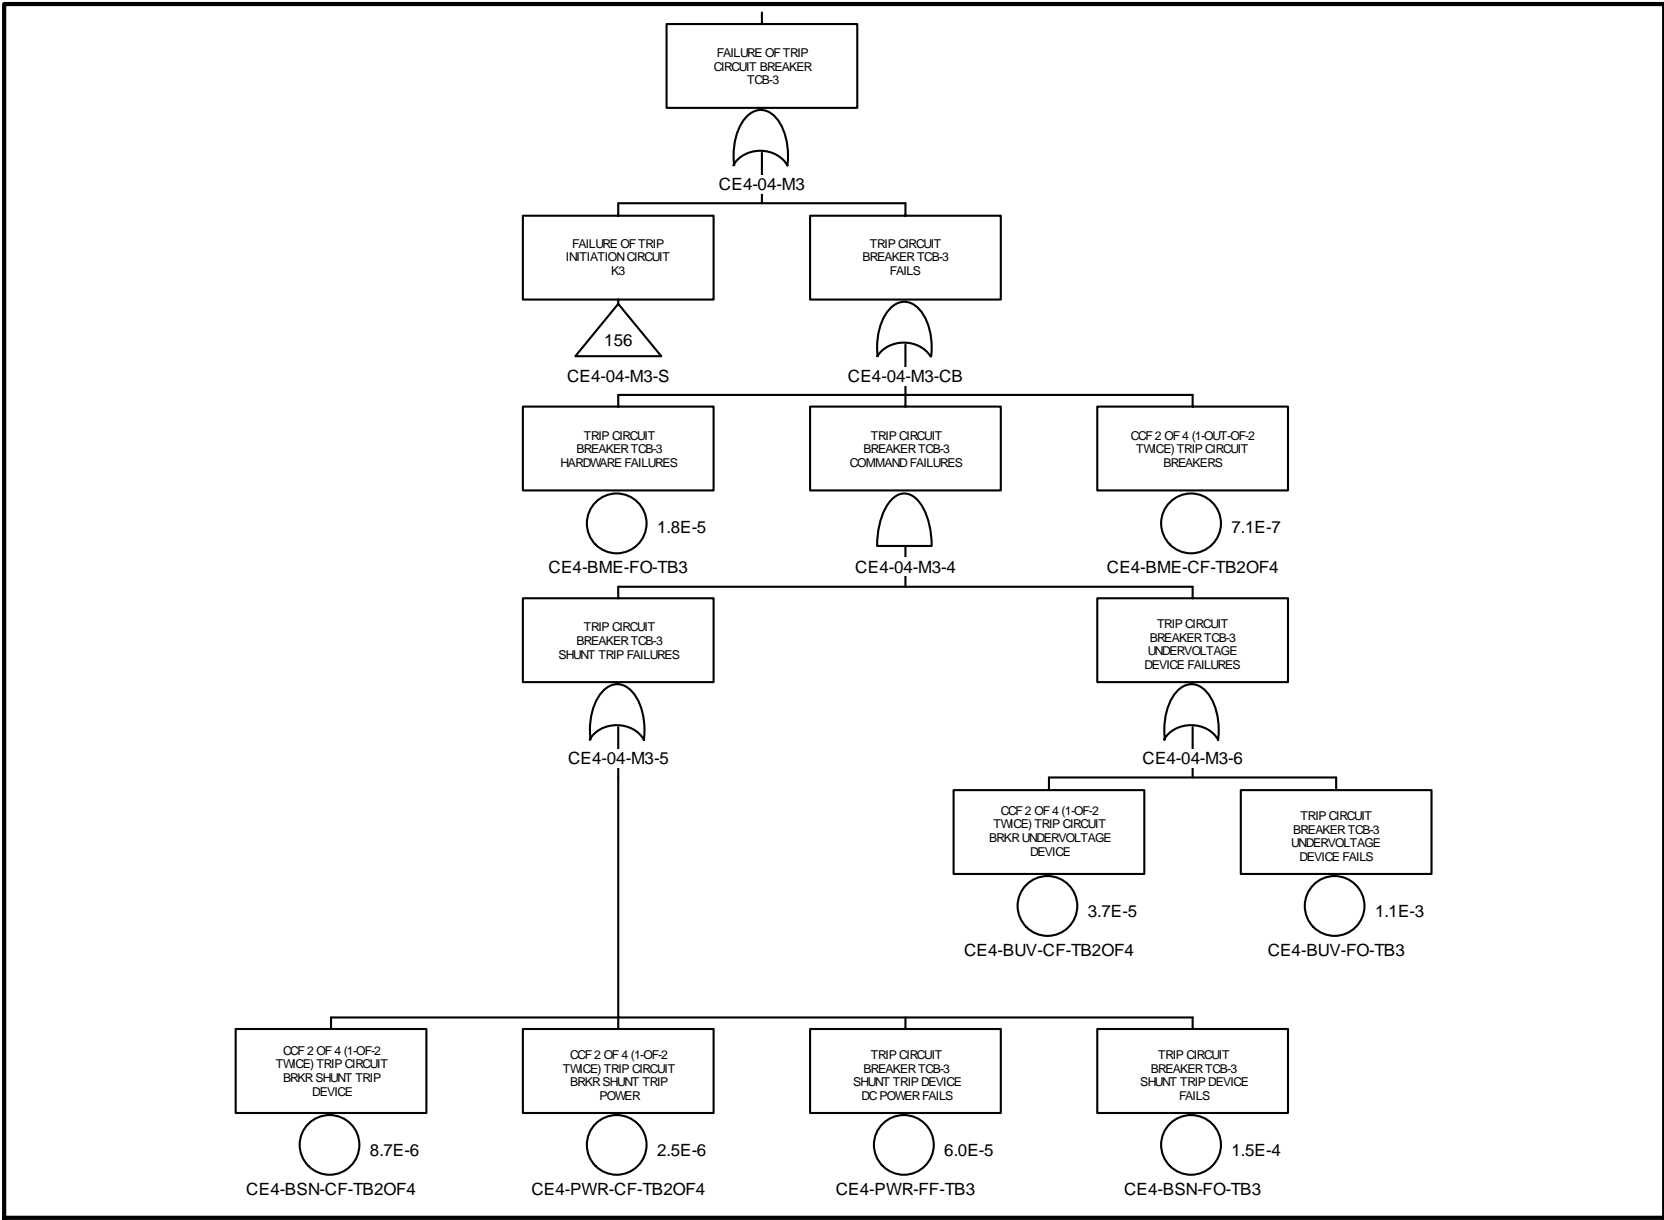 FAILURE OF TRIP
CIRCUIT BREAKER
TCB-3
CE4-04-M3
FAILURE OF TRIP
INITIATION CIRCUIT
K3
156
CE4-04-M3-S
TRIP CIRCUIT
BREAKER TCB-3
FAILS
CE4-04-M3-CB
TRIP CIRCUIT
BREAKER TCB-3
HARDWARE FAILURES
1.8E-5
CE4-BME-FO-TB3
TRIP CIRCUIT
BREAKER TCB-3
COMMAND FAILURES
CE4-04-M3-4
CCF 2 OF 4 (1-OUT-OF-2
TWICE) TRIP CIRCUIT
BREAKERS
7.1E-7
CE4-BME-CF-TB2OF4
TRIP CIRCUIT
BREAKER TCB-3
SHUNT TRIP FAILURES
CE4-04-M3-5
TRIP CIRCUIT
BREAKER TCB-3
UNDERVOLTAGE
DEVICE FAILURES
CE4-04-M3-6
CCF 2 OF 4 (1-OF-2
TWICE) TRIP CIRCUIT
BRKR UNDERVOLTAGE
DEVICE
3.7E-5
CE4-BUV-CF-TB2OF4
TRIP CIRCUIT
BREAKER TCB-3
UNDERVOLTAGE
DEVICE FAILS
1.1E-3
CE4-BUV-FO-TB3
CCF 2 OF 4 (1-OF-2
TWICE) TRIP CIRCUIT
BRKR SHUNT TRIP
DEVICE
8.7E-6
CE4-BSN-CF-TB2OF4
CCF 2 OF 4 (1-OF-2
TWICE) TRIP CIRCUIT
BRKR SHUNT TRIP
POWER
2.5E-6
CE4-PWR-CF-TB2OF4
TRIP CIRCUIT
BREAKER TCB-3
SHUNT TRIP DEVICE
DC POWER FAILS
6.0E-5
CE4-PWR-FF-TB3
TRIP CIRCUIT
BREAKER TCB-3
SHUNT TRIP DEVICE
FAILS
1.5E-4
CE4-BSN-FO-TB3